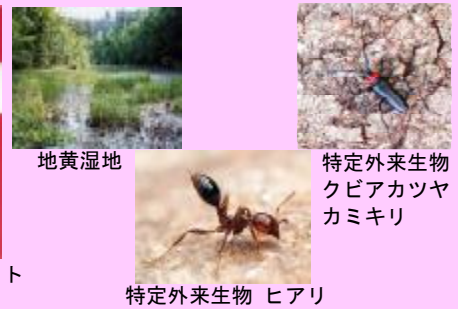 地黄湿地
特定外来生物
クビアカツヤ
カミキリ
ト
特定外来生物 ヒアリ